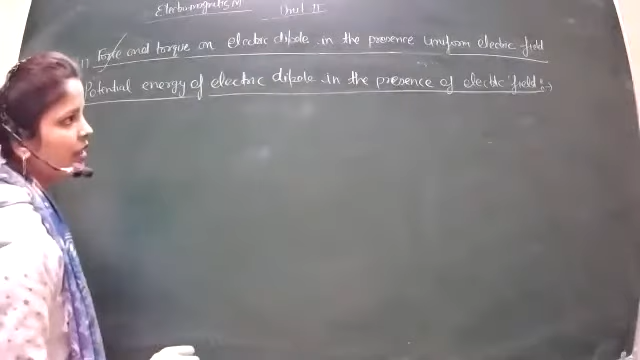 Electromagnetism Unit II
1) Force and torque on electric dipole in the presence uniform electric field
Potential energy of electric dipole in the presence of electric field :→